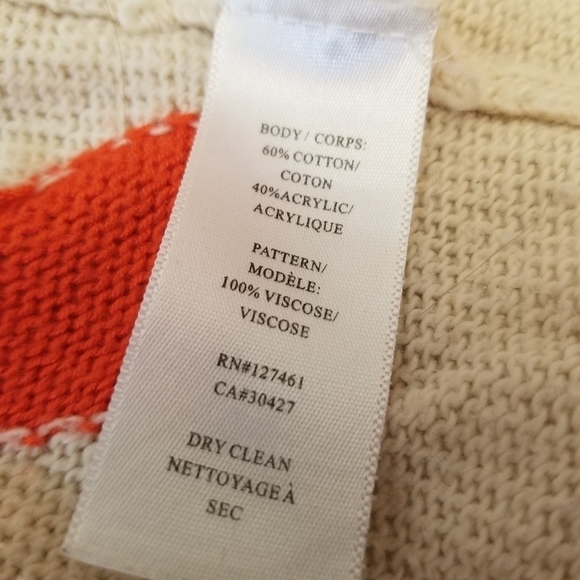 BODY / CORPS:
60% COTTON/
COTON
40%ACRYLIC/
ACRYLIQUE
PATTERN/
MODÈLE:
100% VISCOSE/
VISCOSE
RN#127461
CA#30427
DRY CLEAN
NETTOYAGE À
SEC